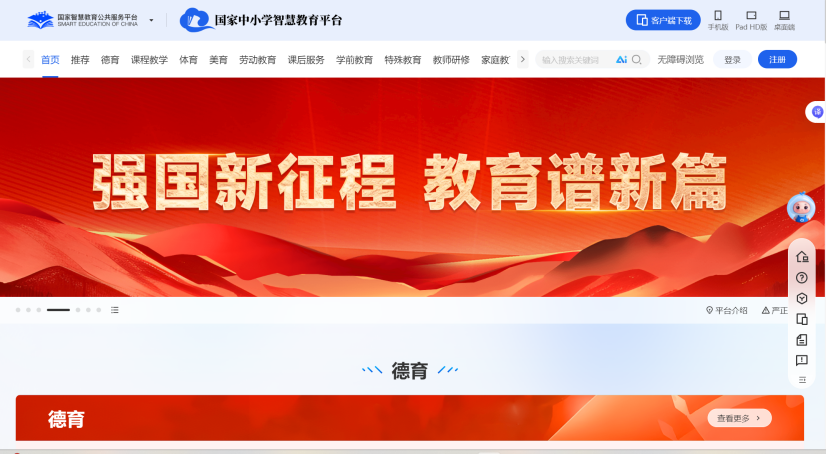 国家智慧教育公共服务平台
SMART EDUCATION OF CHINA
国家中小学智慧教育平台
客户端下载
手机版 Pad HD版 桌面端
首页 推荐 德育 课程教学 体育 美育 劳动教育 课后服务 学前教育 特殊教育 教师研修 家庭教
输入搜索关键词 Ai 无障碍浏览 登录 注册
译
强国新征程 教育谱新篇
平台介绍 严正
德育
德育
查看更多